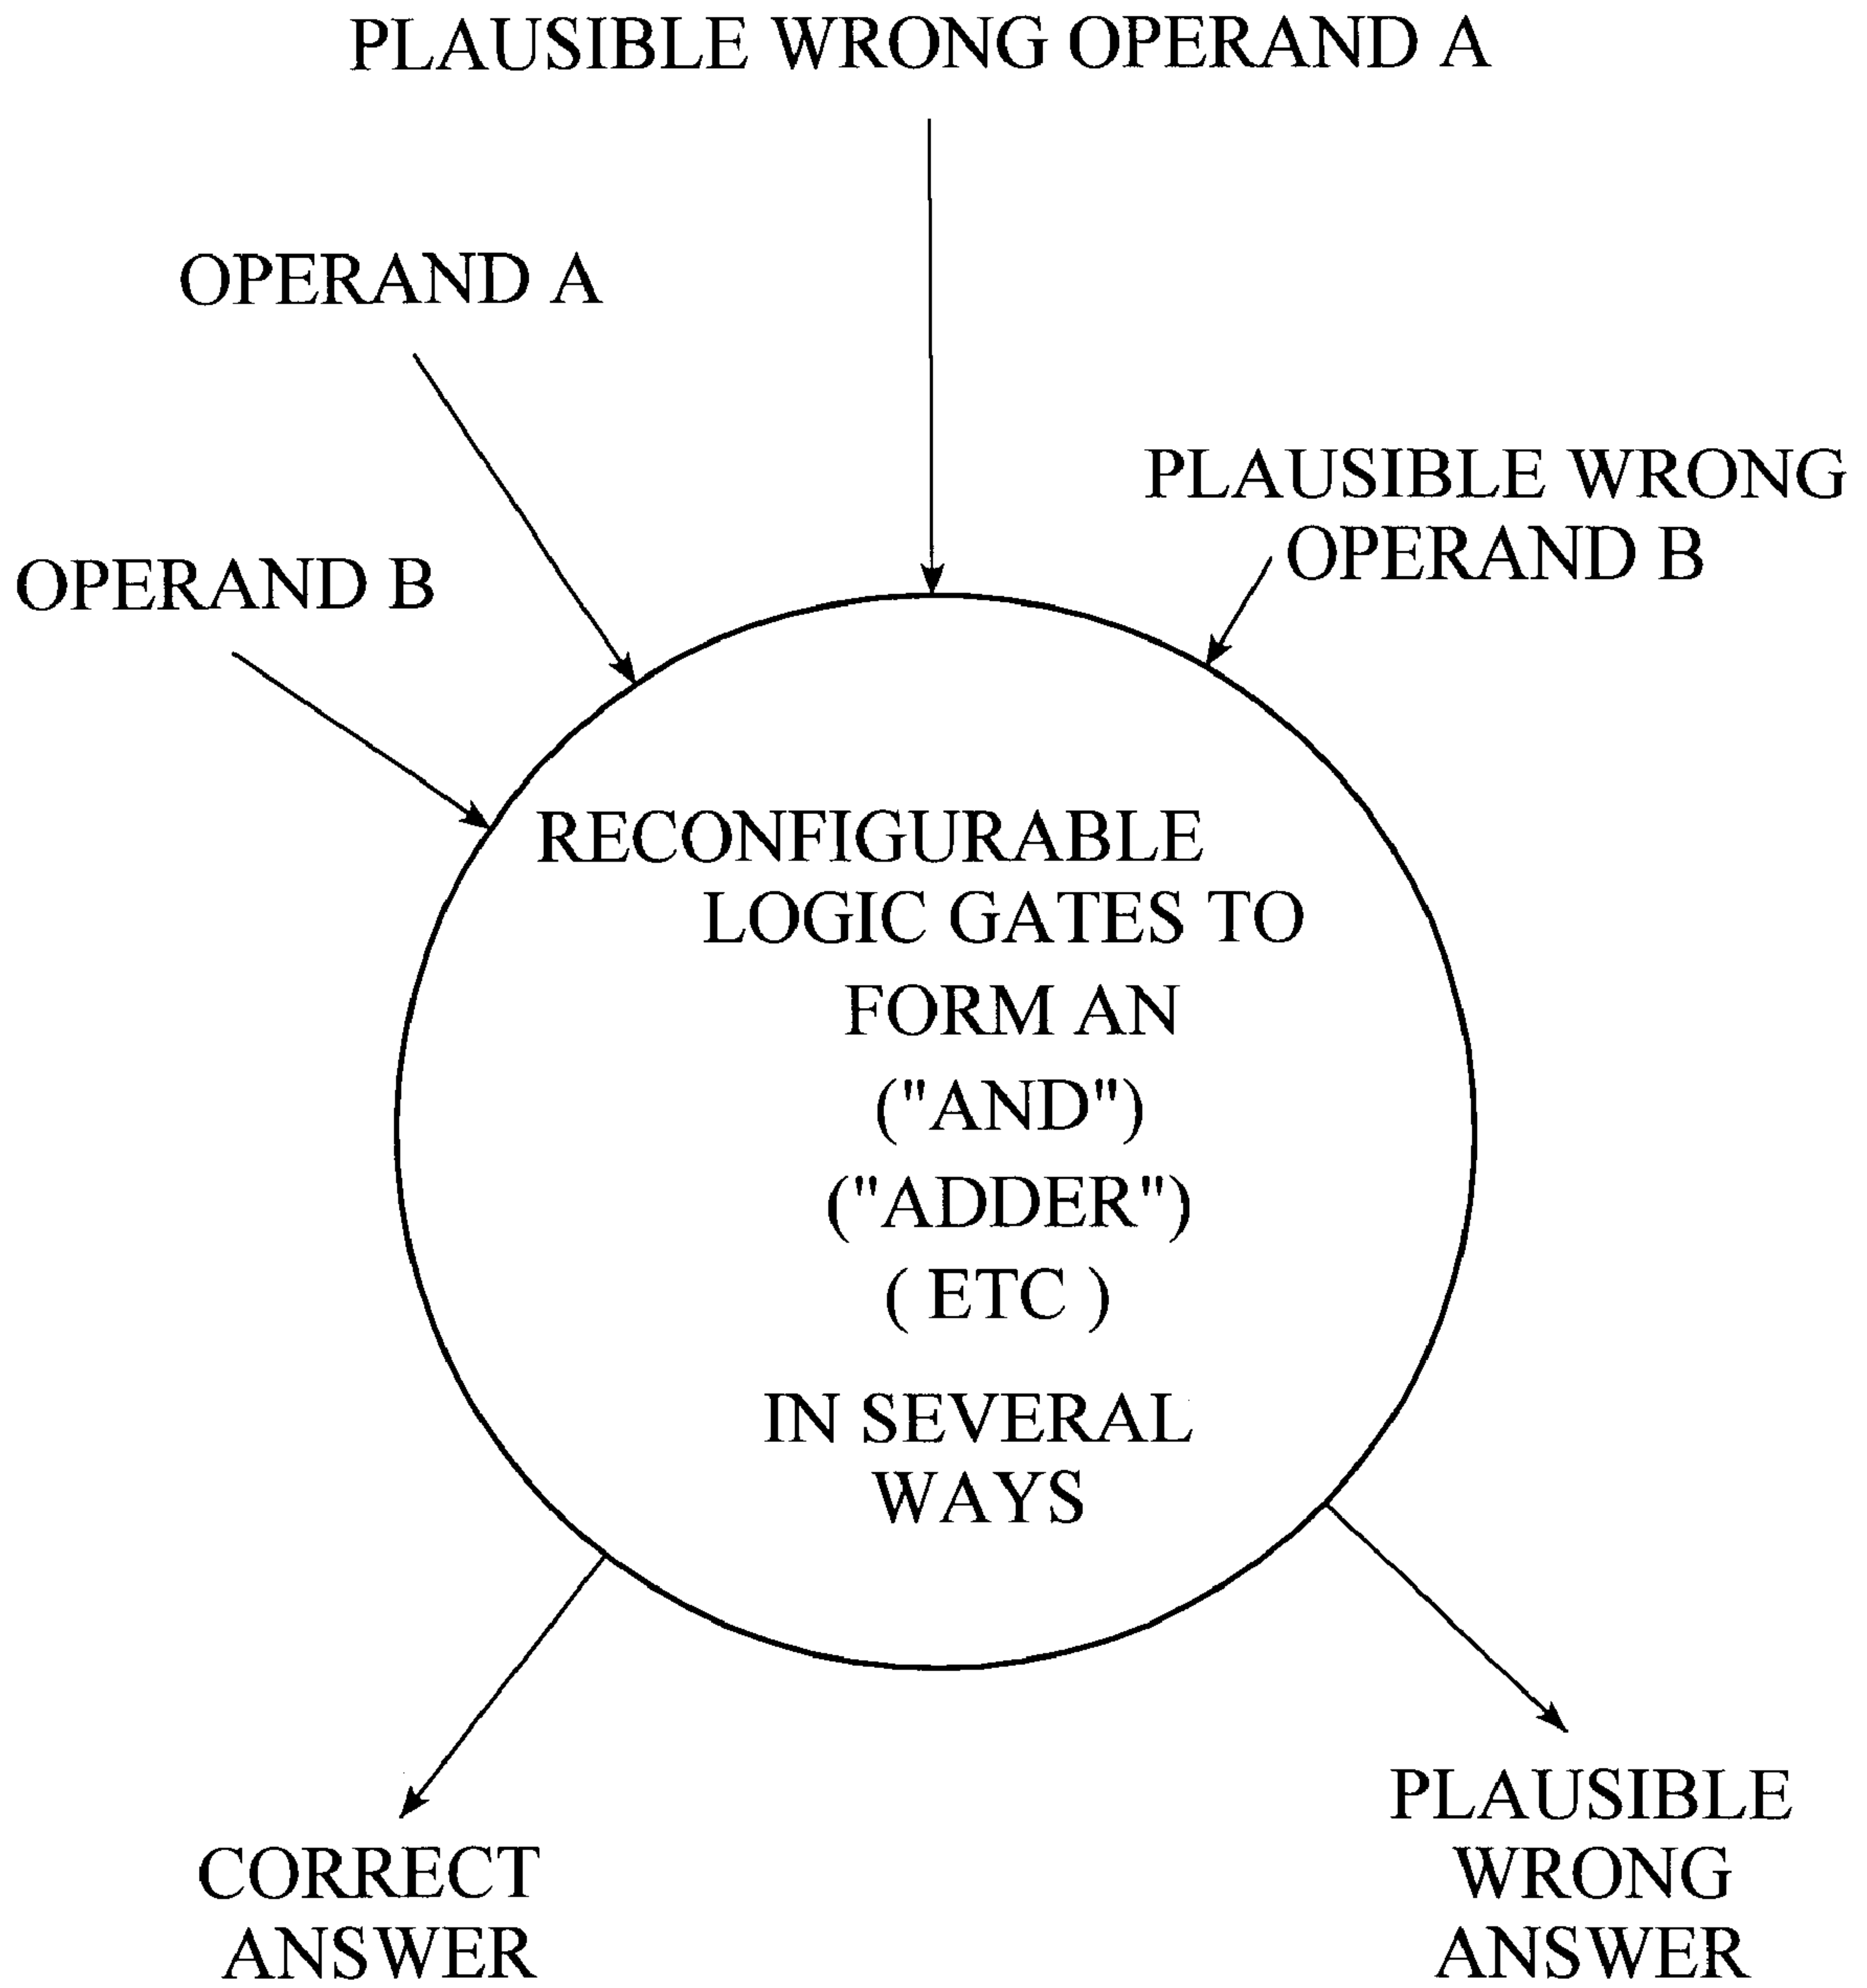 PLAUSIBLE WRONG OPERAND A
OPERAND A
PLAUSIBLE WRONG
OPERAND B
OPERAND B
RECONFIGURABLE
LOGIC GATES TO
FORM AN
("AND")
("ADDER")
( ETC )
IN SEVERAL
WAYS
CORRECT
ANSWER
PLAUSIBLE
WRONG
ANSWER